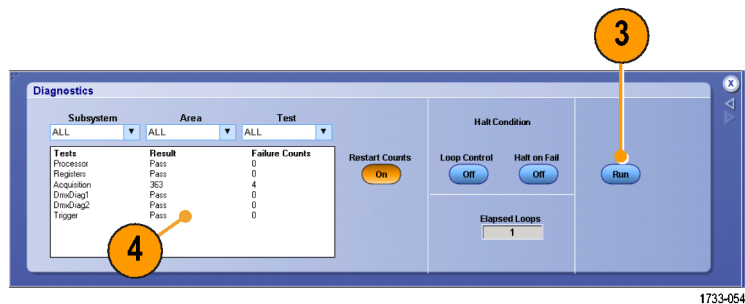 3
X
Diagnostics
Subsystem Area Test
ALL ALL ALL
Halt Condition
Tests Result Failure Counts
Processor Pass 0
Registers Pass 0
Acquisition 363 4
DmxDiag1 Pass 0
DmxDiag2 Pass 0
Trigger Pass 0
Restart Counts
On
Loop Control Halt on Fail
Off Off
Run
Elapsed Loops
1
4
1733-054